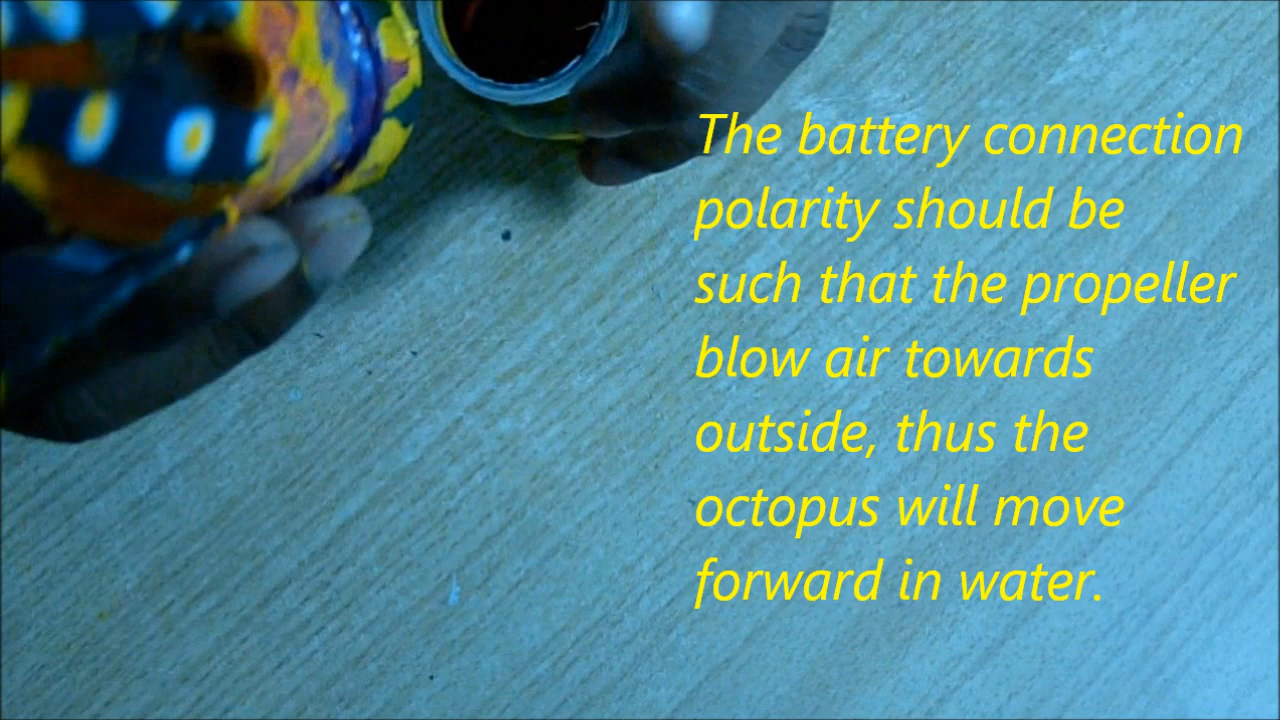 The battery connection
polarity should be
such that the propeller
blow air towards
outside, thus the
octopus will move
forward in water.